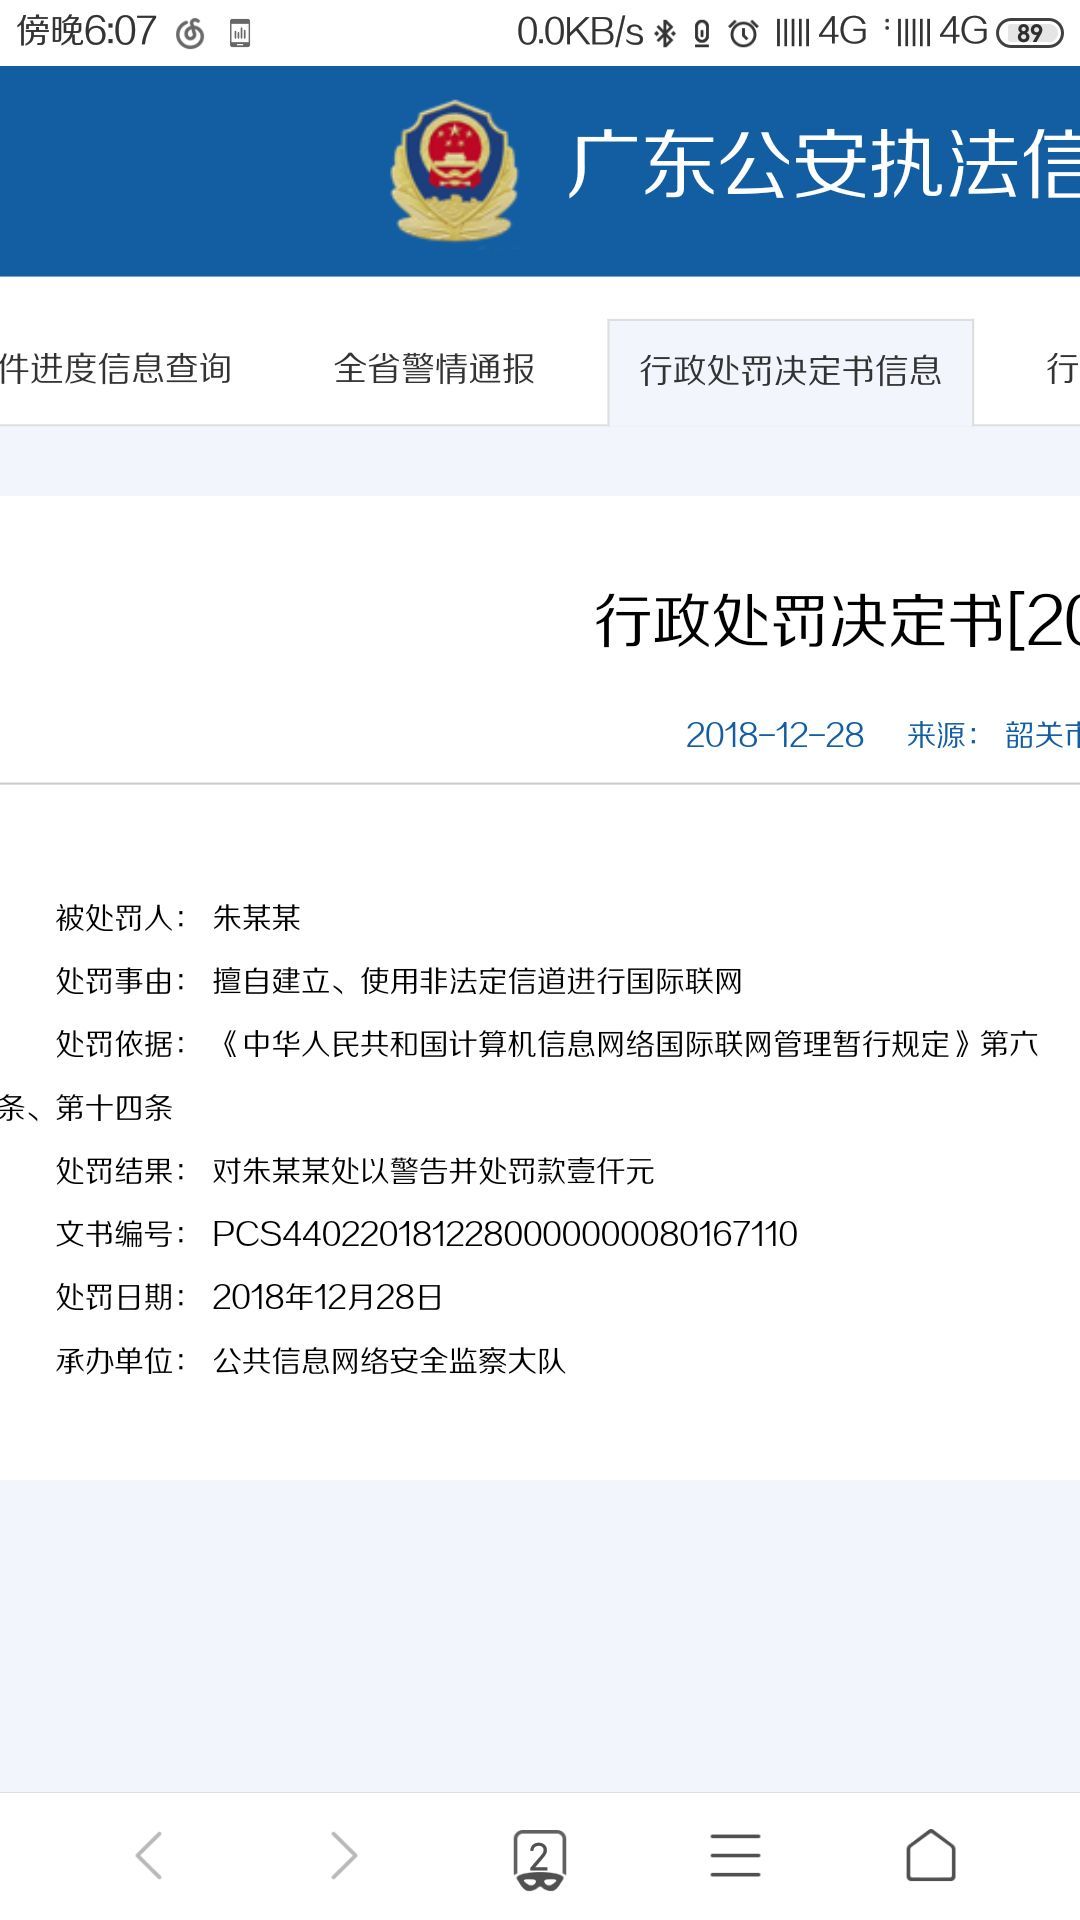 傍晚6:07 0.0KB/s 4G 4G 89
广东公安执法信
件进度信息查询 全省警情通报 行政处罚决定书信息 行
行政处罚决定书[20
2018-12-28 来源： 韶关市
被处罚人： 朱某某
处罚事由： 擅自建立、使用非法定信道进行国际联网
处罚依据： 《中华人民共和国计算机信息网络国际联网管理暂行规定》第六
条、第十四条
处罚结果： 对朱某某处以警告并处罚款壹仟元
文书编号： PCS4402201812280000000080167110
处罚日期： 2018年12月28日
承办单位： 公共信息网络安全监察大队
2